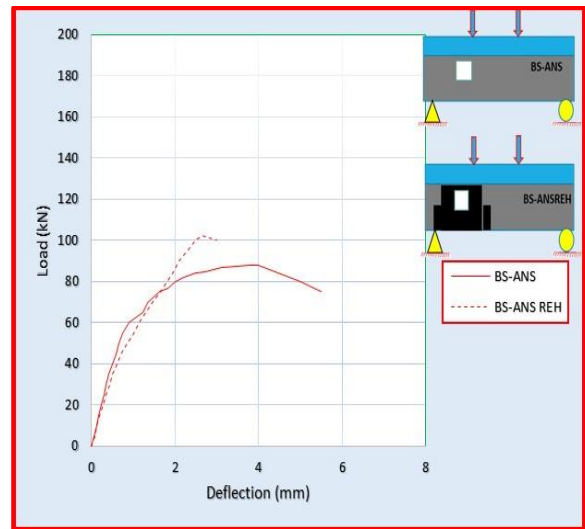 200
180
160
140
120
100
80
60
40
20
0
Load (kN)
0 2 4 6 8
Deflection (mm)
BS-ANS
BS-ANSREH
BS-ANS
BS-ANS REH